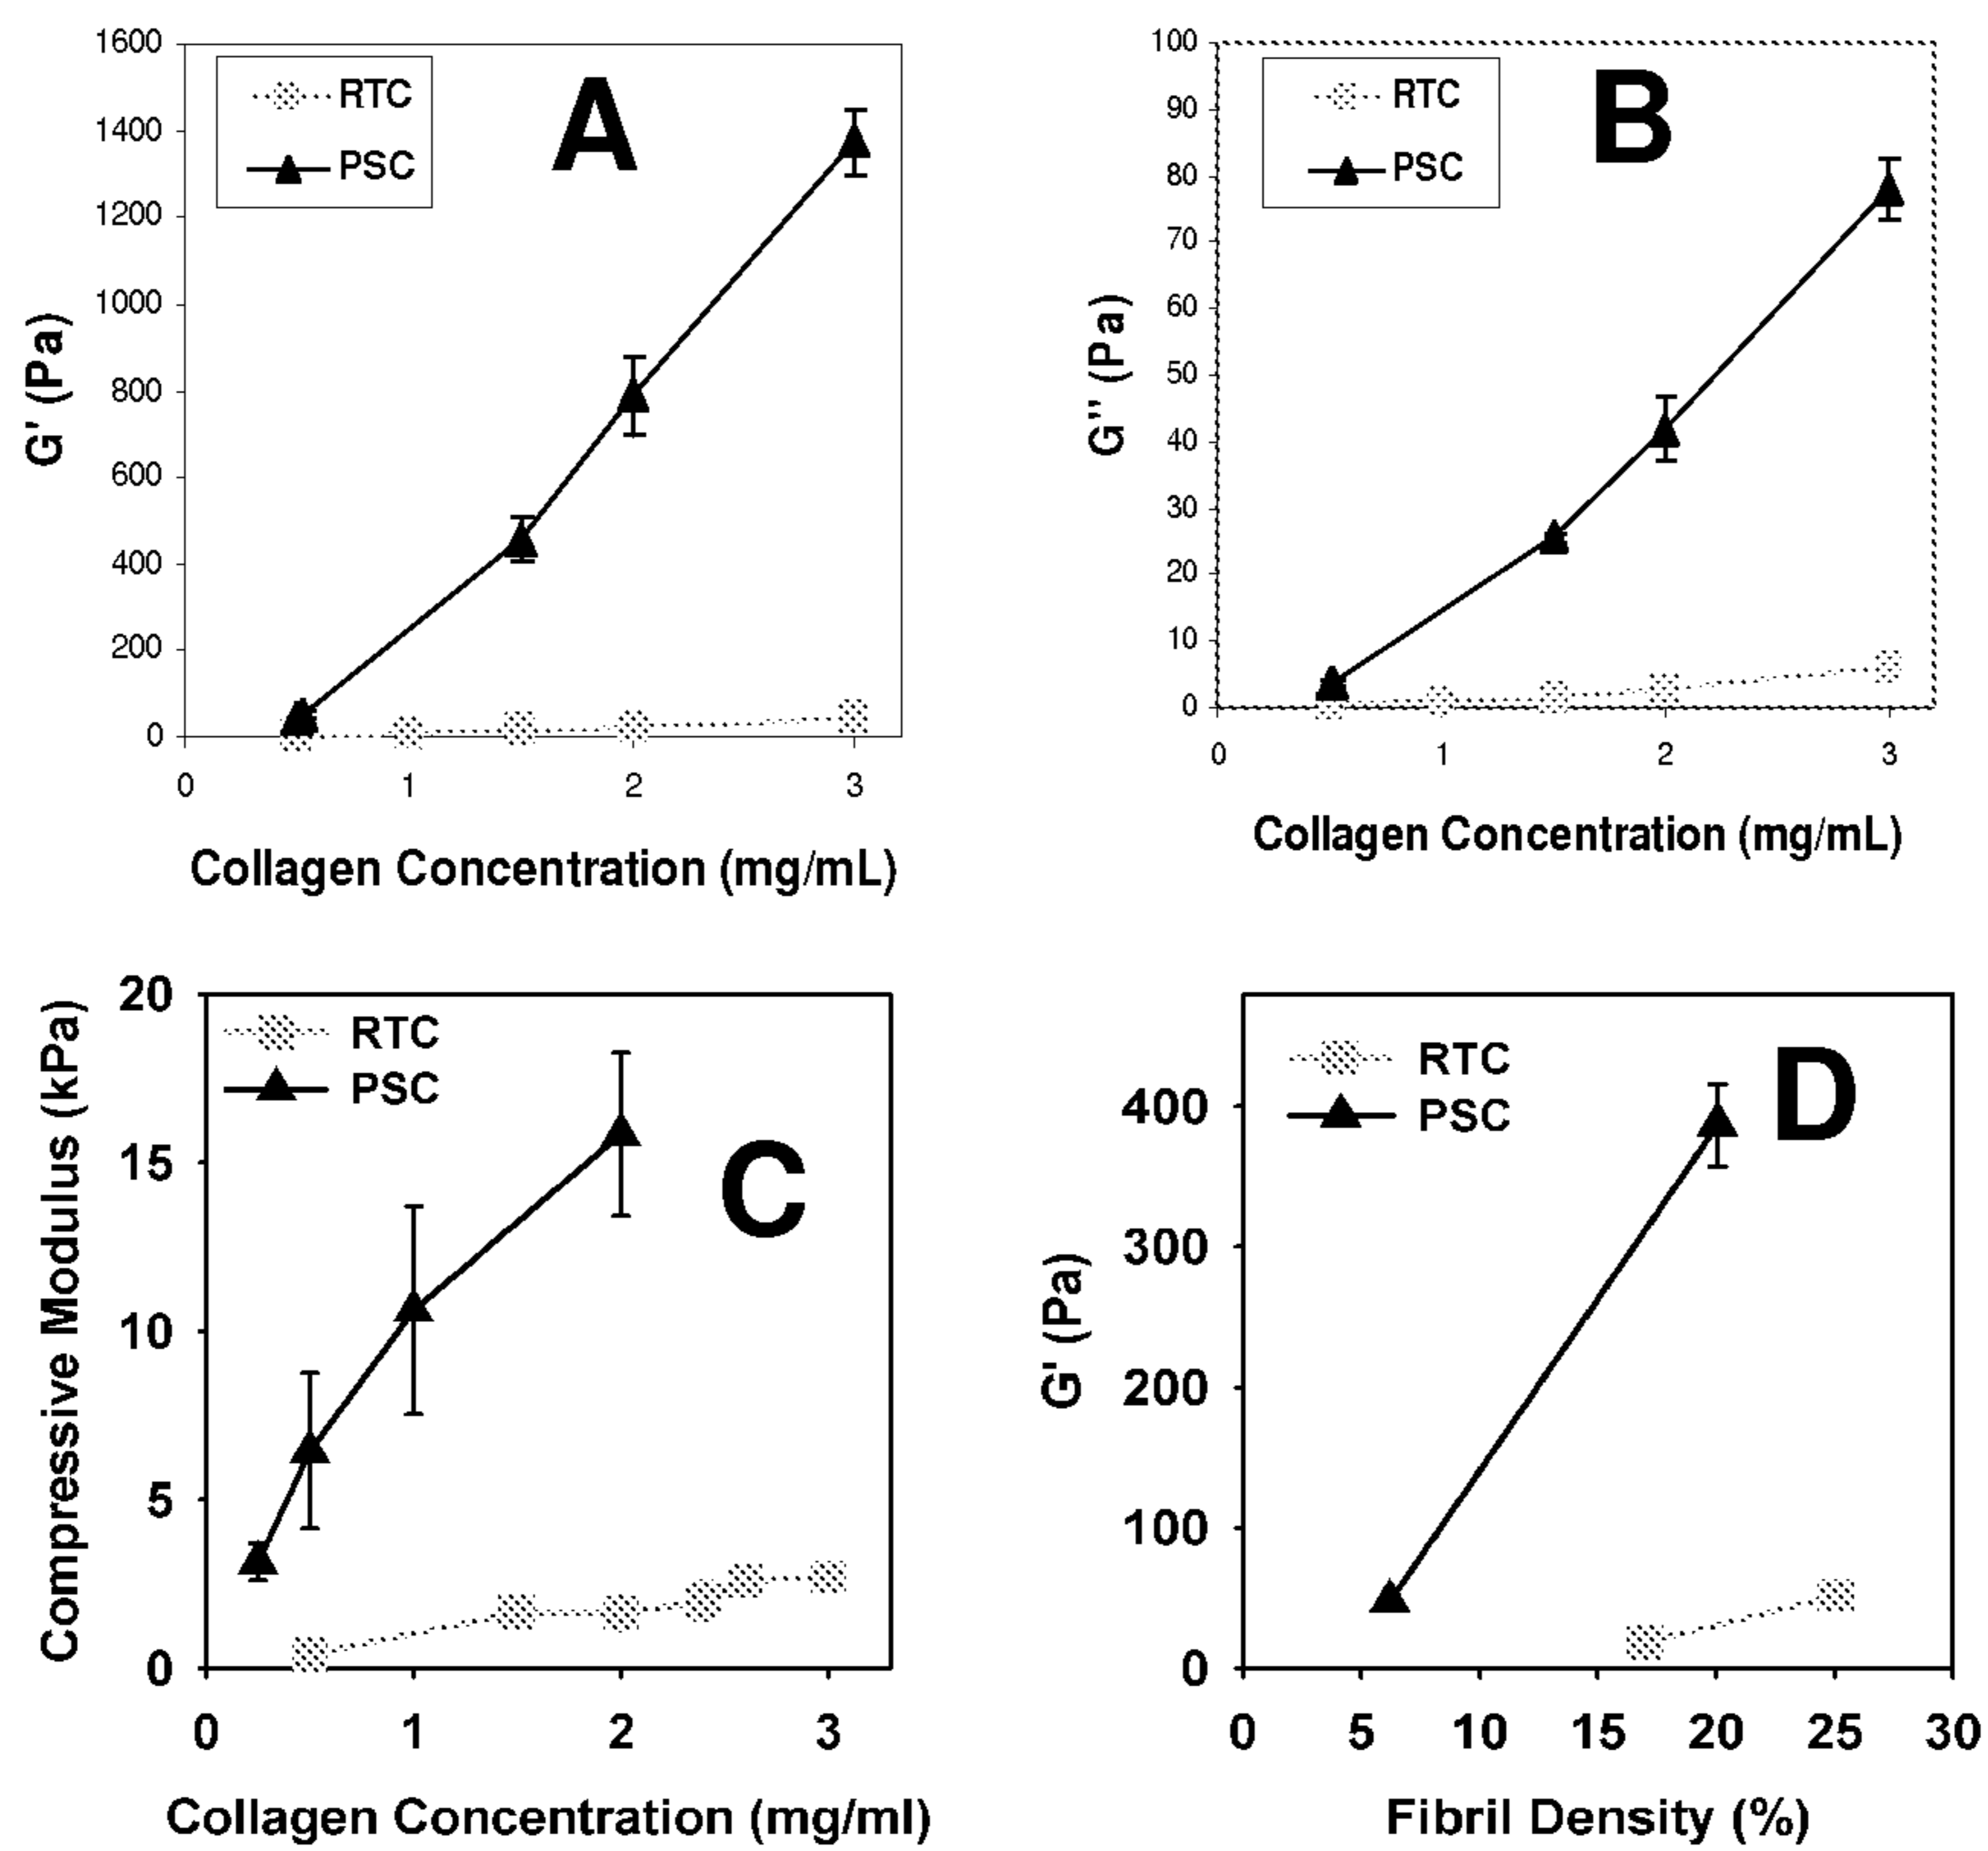 A
RTC
PSC
1600
1400
1200
1000
800
600
400
200
0
G' (Pa)
0 1 2 3
Collagen Concentration (mg/mL)
B
RTC
PSC
100
90
80
70
60
50
40
30
20
10
0
G'' (Pa)
0 1 2 3
Collagen Concentration (mg/mL)
C
RTC
PSC
20
15
10
5
0
Compressive Modulus (kPa)
0 1 2 3
Collagen Concentration (mg/ml)
D
RTC
PSC
400
300
200
100
0
G' (Pa)
0 5 10 15 20 25 30
Fibril Density (%)